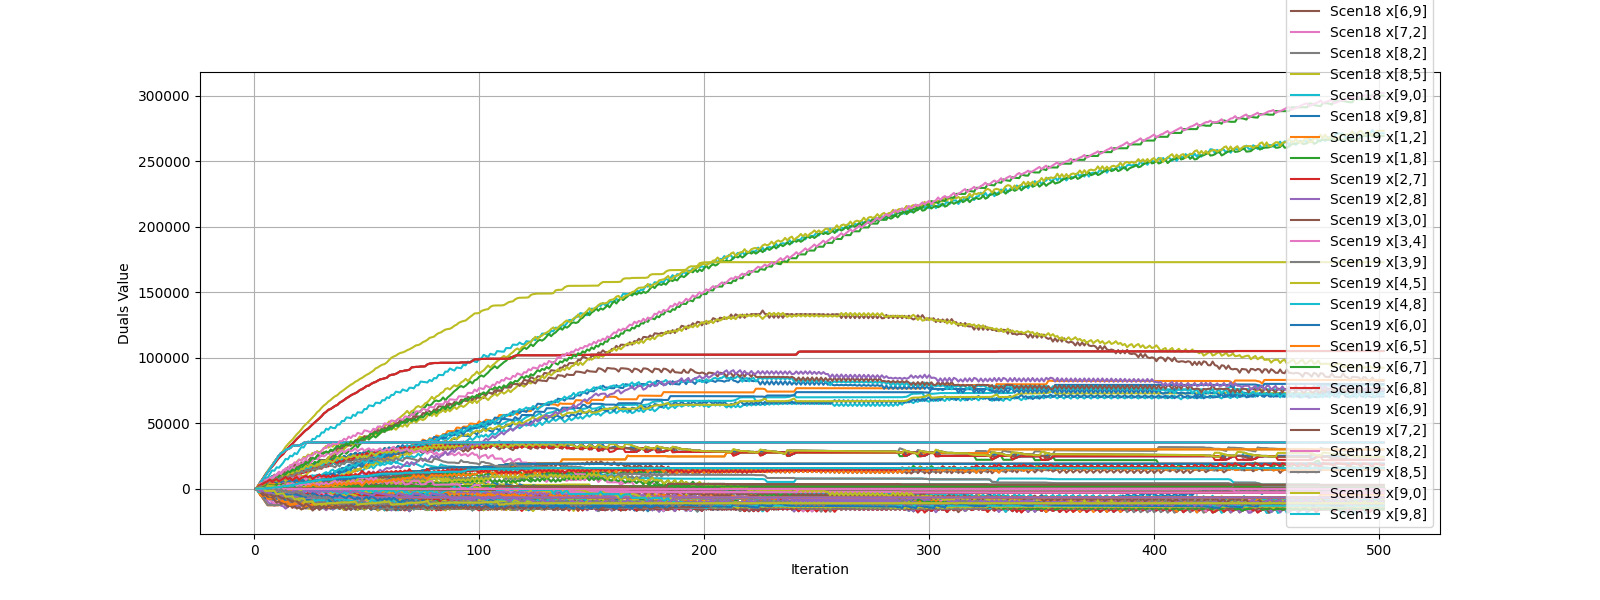 Scen18 x[6,9]
Scen18 x[7,2]
Scen18 x[8,2]
Scen18 x[8,5]
Scen18 x[9,0]
Scen18 x[9,8]
Scen19 x[1,2]
Scen19 x[1,8]
Scen19 x[2,7]
Scen19 x[2,8]
Scen19 x[3,0]
Scen19 x[3,4]
Scen19 x[3,9]
Scen19 x[4,5]
Scen19 x[4,8]
Scen19 x[6,0]
Scen19 x[6,5]
Scen19 x[6,7]
Scen19 x[6,8]
Scen19 x[6,9]
Scen19 x[7,2]
Scen19 x[8,2]
Scen19 x[8,5]
Scen19 x[9,0]
Scen19 x[9,8]
300000
250000
200000
150000
100000
50000
0
Duals Value
0 100 200 300 400 500
Iteration